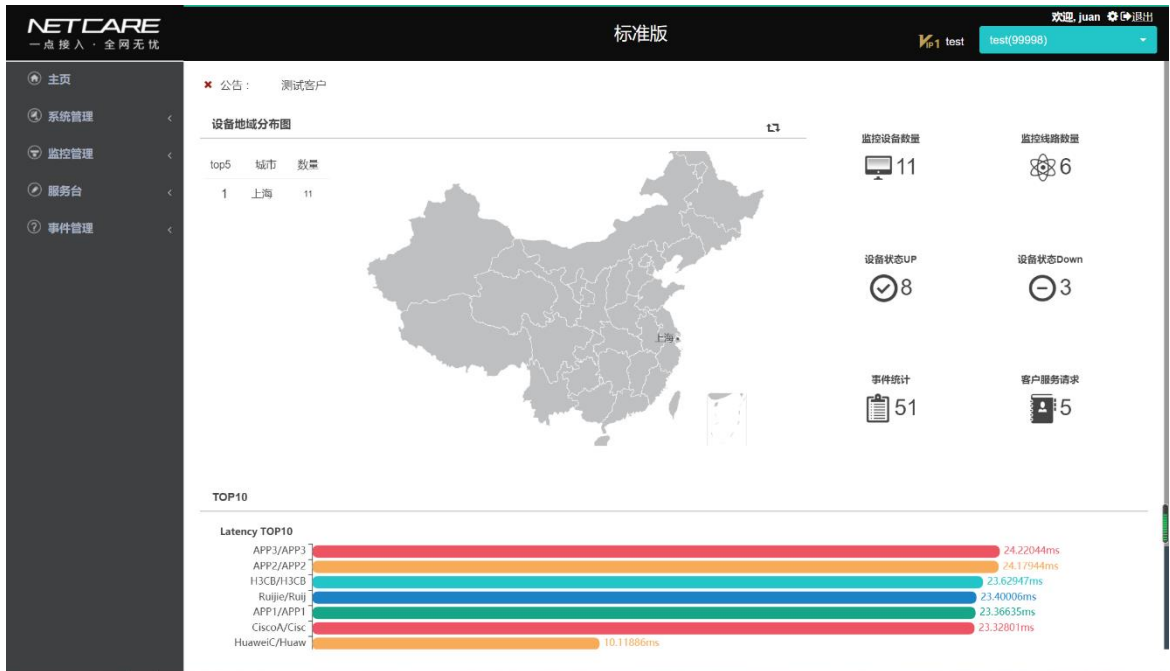 NETCARE
一点接入 · 全网无忧
标准版
欢迎, juan 退出
VIP1 test
test(99998)
主页
系统管理
监控管理
服务台
事件管理
公告： 测试客户
设备地域分布图
top5 城市 数量
1 上海 11
上海
监控设备数量
11
监控线路数量
6
设备状态UP
8
设备状态Down
3
事件统计
51
客户服务请求
5
TOP10
Latency TOP10
APP3/APP3 24.22044ms
APP2/APP2 24.17944ms
H3CB/H3CB 23.62947ms
Ruijie/Ruij 23.40006ms
APP1/APP1 23.36635ms
CiscoA/Cisc 23.32801ms
HuaweiC/Huaw 10.11886ms